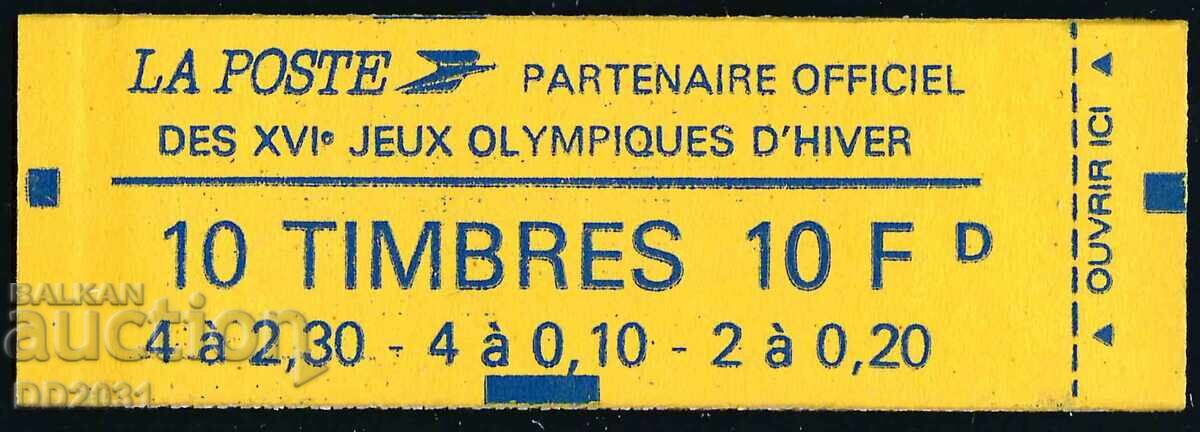 LA POSTE PARTENAIRE OFFICIEL
DES XVIe JEUX OLYMPIQUES D'HIVER
10 TIMBRES 10 F D
4 à 2,30 - 4 à 0,10 - 2 à 0,20
▲ OUVRIR ICI ▲
BALKAN
auction
DD2031